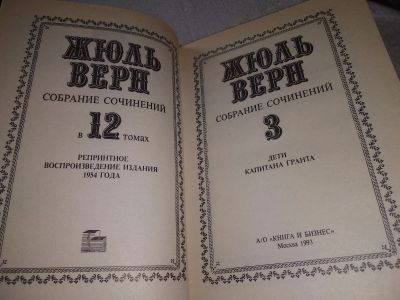 ЖЮЛЬ
ВЕРН
СОБРАНИЕ СОЧИНЕНИЙ
в 12 томах
РЕПРИНТНОЕ
ВОСПРОИЗВЕДЕНИЕ ИЗДАНИЯ
1954 ГОДА
ЖЮЛЬ
ВЕРН
СОБРАНИЕ СОЧИНЕНИЙ
3
ДЕТИ
КАПИТАНА ГРАНТА
А/О «КНИГА И БИЗНЕС»
Москва 1993